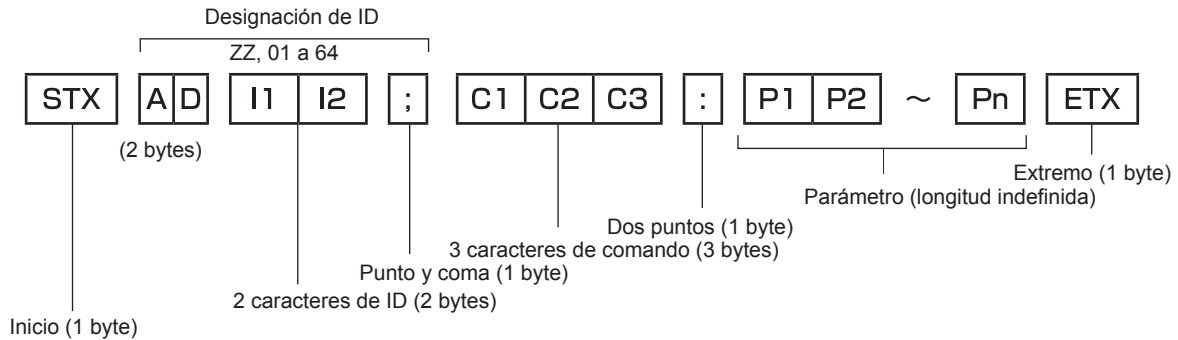 Designación de ID
ZZ, 01 a 64
STX A D I1 I2 ; C1 C2 C3 : P1 P2 ~ Pn ETX
(2 bytes)
Extremo (1 byte)
Parámetro (longitud indefinida)
Dos puntos (1 byte)
3 caracteres de comando (3 bytes)
Punto y coma (1 byte)
2 caracteres de ID (2 bytes)
Inicio (1 byte)